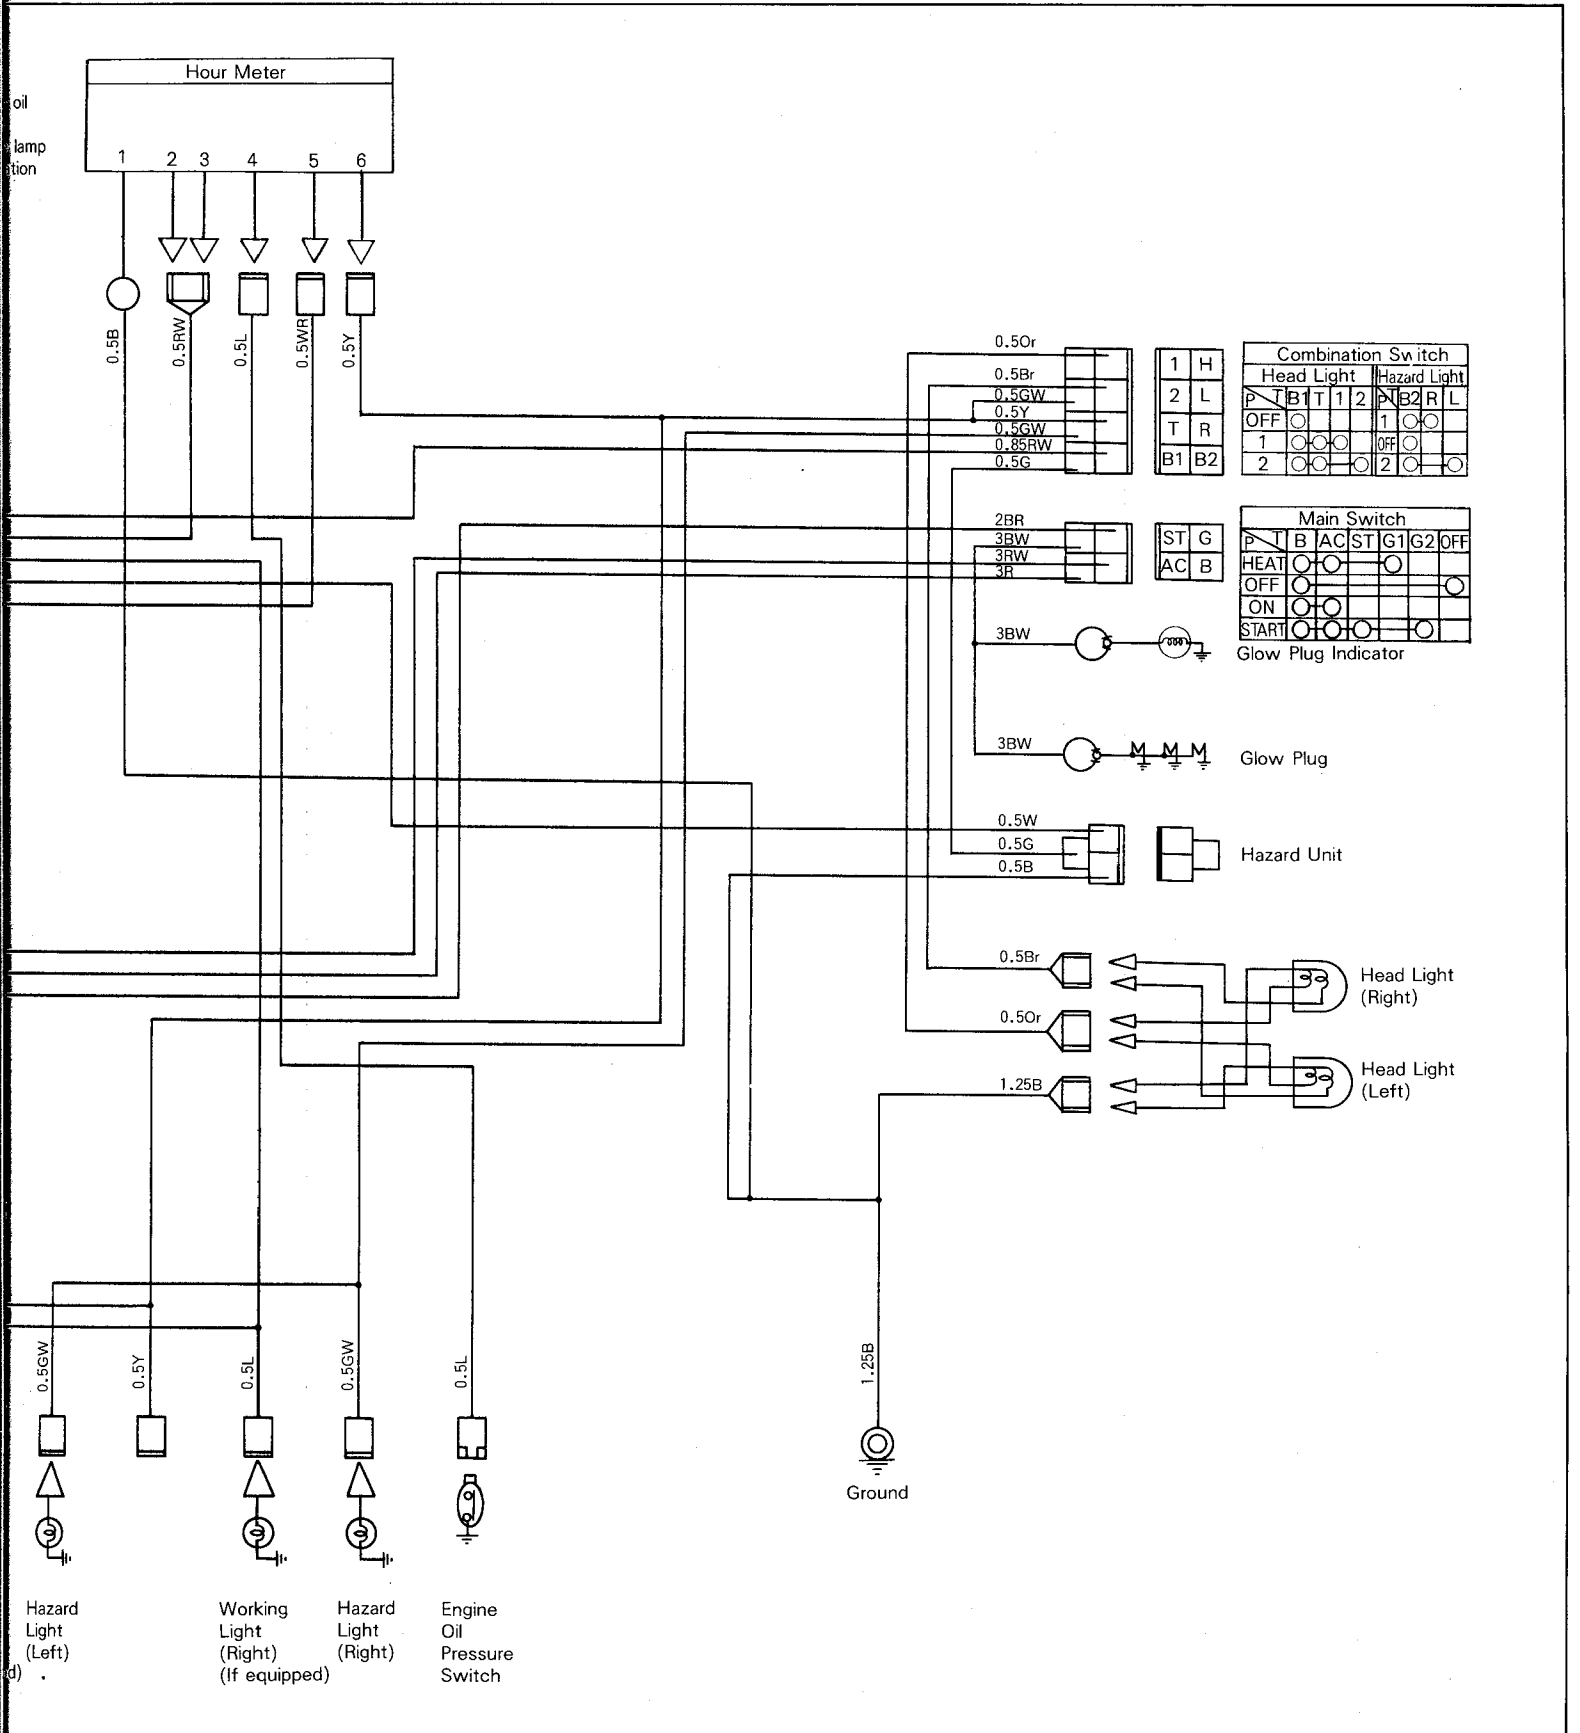 Hour Meter
oil
lamp
tion
1 2 3 4 5 6
0.5B
0.5RW
0.5L
0.5WR
0.5Y
0.5Or
0.5Br
0.5GW
0.5Y
0.5GW
0.85RW
0.5G
1 H
2 L
T R
B1 B2
Combination Switch
Head Light Hazard Light
P T B1 T 1 2 P T B2 R L
OFF 1
1 OFF
2 2
2BR
3BW
3RW
3R
ST G
AC B
Main Switch
P T B AC ST G1 G2 OFF
HEAT
OFF
ON
START
3BW
Glow Plug Indicator
3BW
M M M
Glow Plug
0.5W
0.5G
0.5B
Hazard Unit
0.5Br
0.5Or
1.25B
Head Light
(Right)
Head Light
(Left)
0.5GW
0.5Y
0.5L
0.5GW
0.5L
1.25B
Ground
Hazard
Light
(Left)
d)
Working
Light
(Right)
(If equipped)
Hazard
Light
(Right)
Engine
Oil
Pressure
Switch